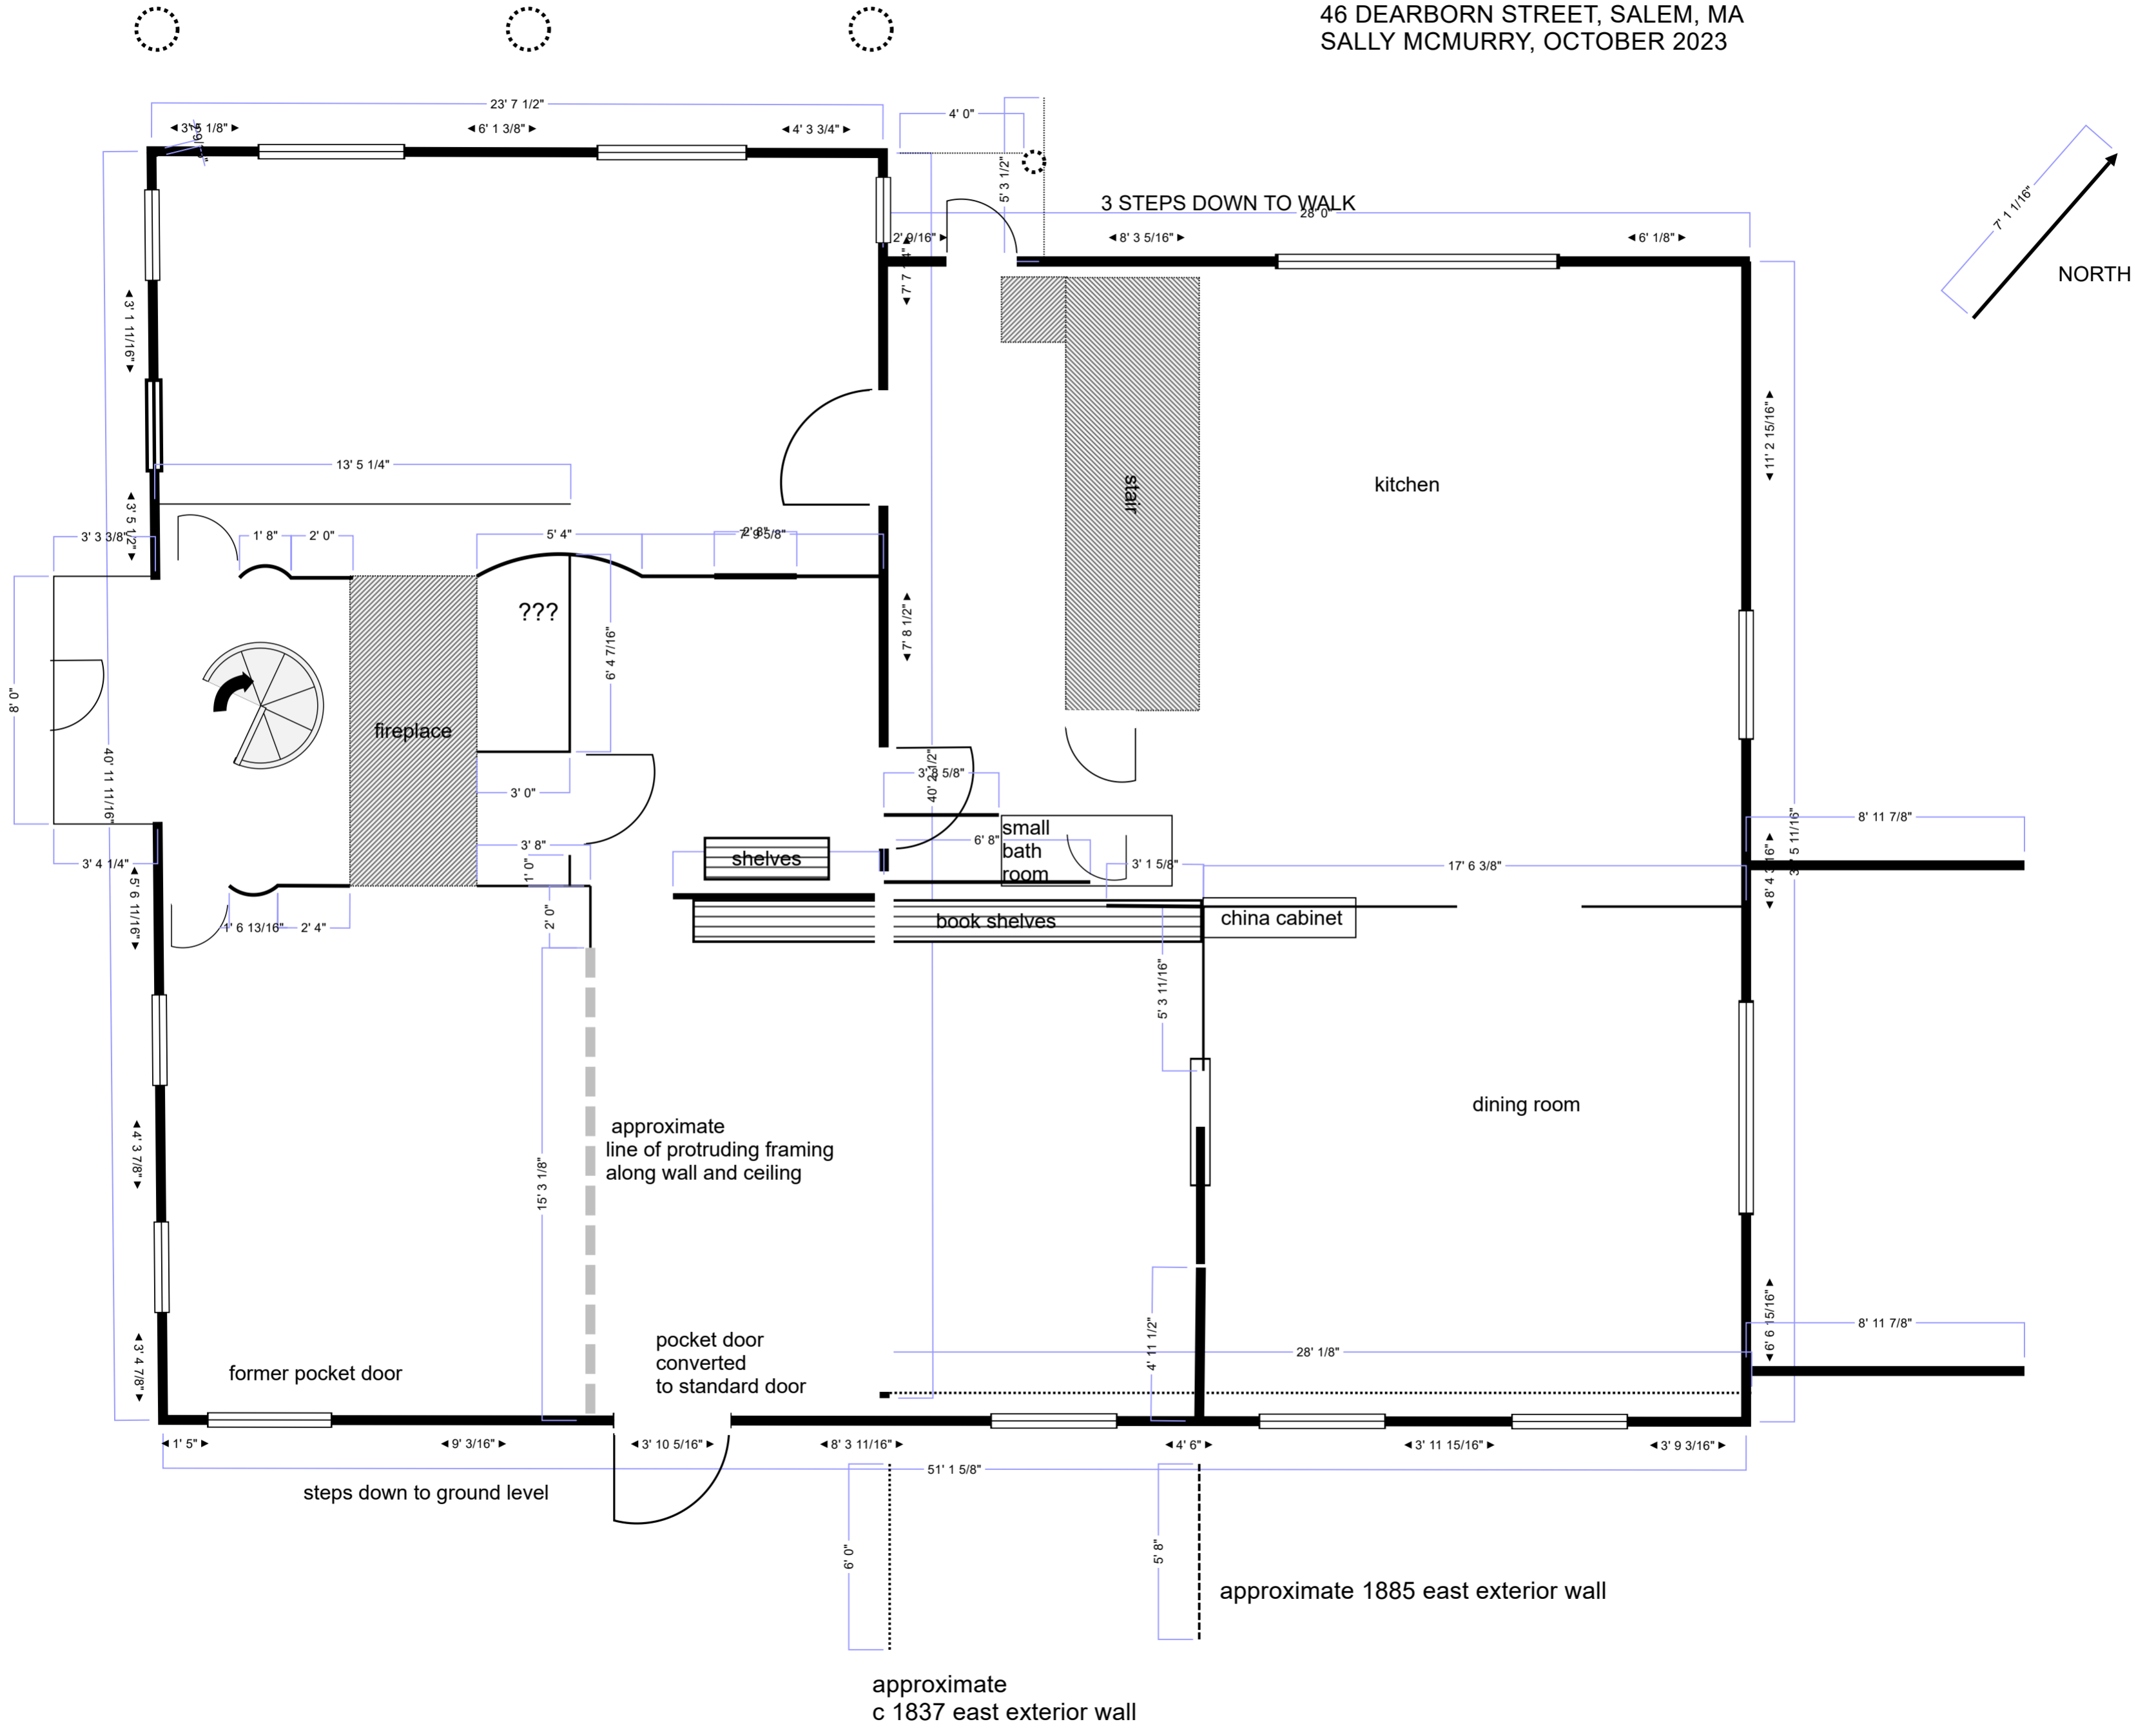 46 DEARBORN STREET, SALEM, MA
SALLY MCMURRY, OCTOBER 2023
23' 7 1/2"
4' 0"
3' 5 1/8"
6' 1 3/8"
4' 3 3/4"
5' 3 1/2"
3 STEPS DOWN TO WALK
28' 0"
7' 1 1/16"
NORTH
2' 9/16"
8' 3 5/16"
6' 1/8"
3' 1 11/16"
11' 2 15/16"
13' 5 1/4"
stair
kitchen
3' 5 1/2"
3' 3 3/8"
1' 8"
2' 0"
5' 4"
???
6' 4 7/16"
7' 8 1/2"
8' 0"
fireplace
40' 11 11/16"
3' 0"
3' 8 5/8"
40' 2 1/2"
small
bath
room
6' 8"
3' 8"
1' 0"
shelves
3' 1 5/8"
17' 6 3/8"
8' 11 7/8"
3' 4 1/4"
5' 6 11/16"
1' 6 13/16"
2' 4"
2' 0"
book shelves
china cabinet
5' 3 11/16"
dining room
approximate
line of protruding framing
along wall and ceiling
4' 3 7/8"
15' 3 1/8"
8' 11 7/8"
6' 6 15/16"
4' 11 1/2"
28' 1/8"
3' 4 7/8"
former pocket door
pocket door
converted
to standard door
1' 5"
9' 3/16"
3' 10 5/16"
8' 3 11/16"
4' 6"
3' 11 15/16"
3' 9 3/16"
51' 1 5/8"
steps down to ground level
6' 0"
5' 8"
approximate 1885 east exterior wall
approximate
c 1837 east exterior wall